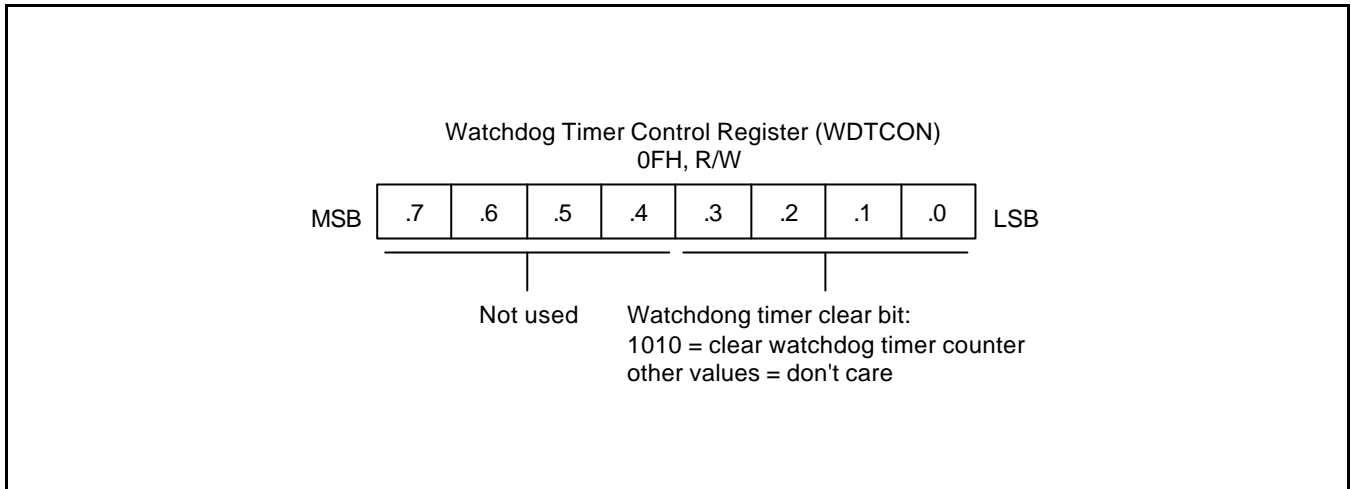 Watchdog Timer Control Register (WDTCON)
0FH, R/W
MSB .7 .6 .5 .4 .3 .2 .1 .0 LSB
Not used
Watchdong timer clear bit:
1010 = clear watchdog timer counter
other values = don't care